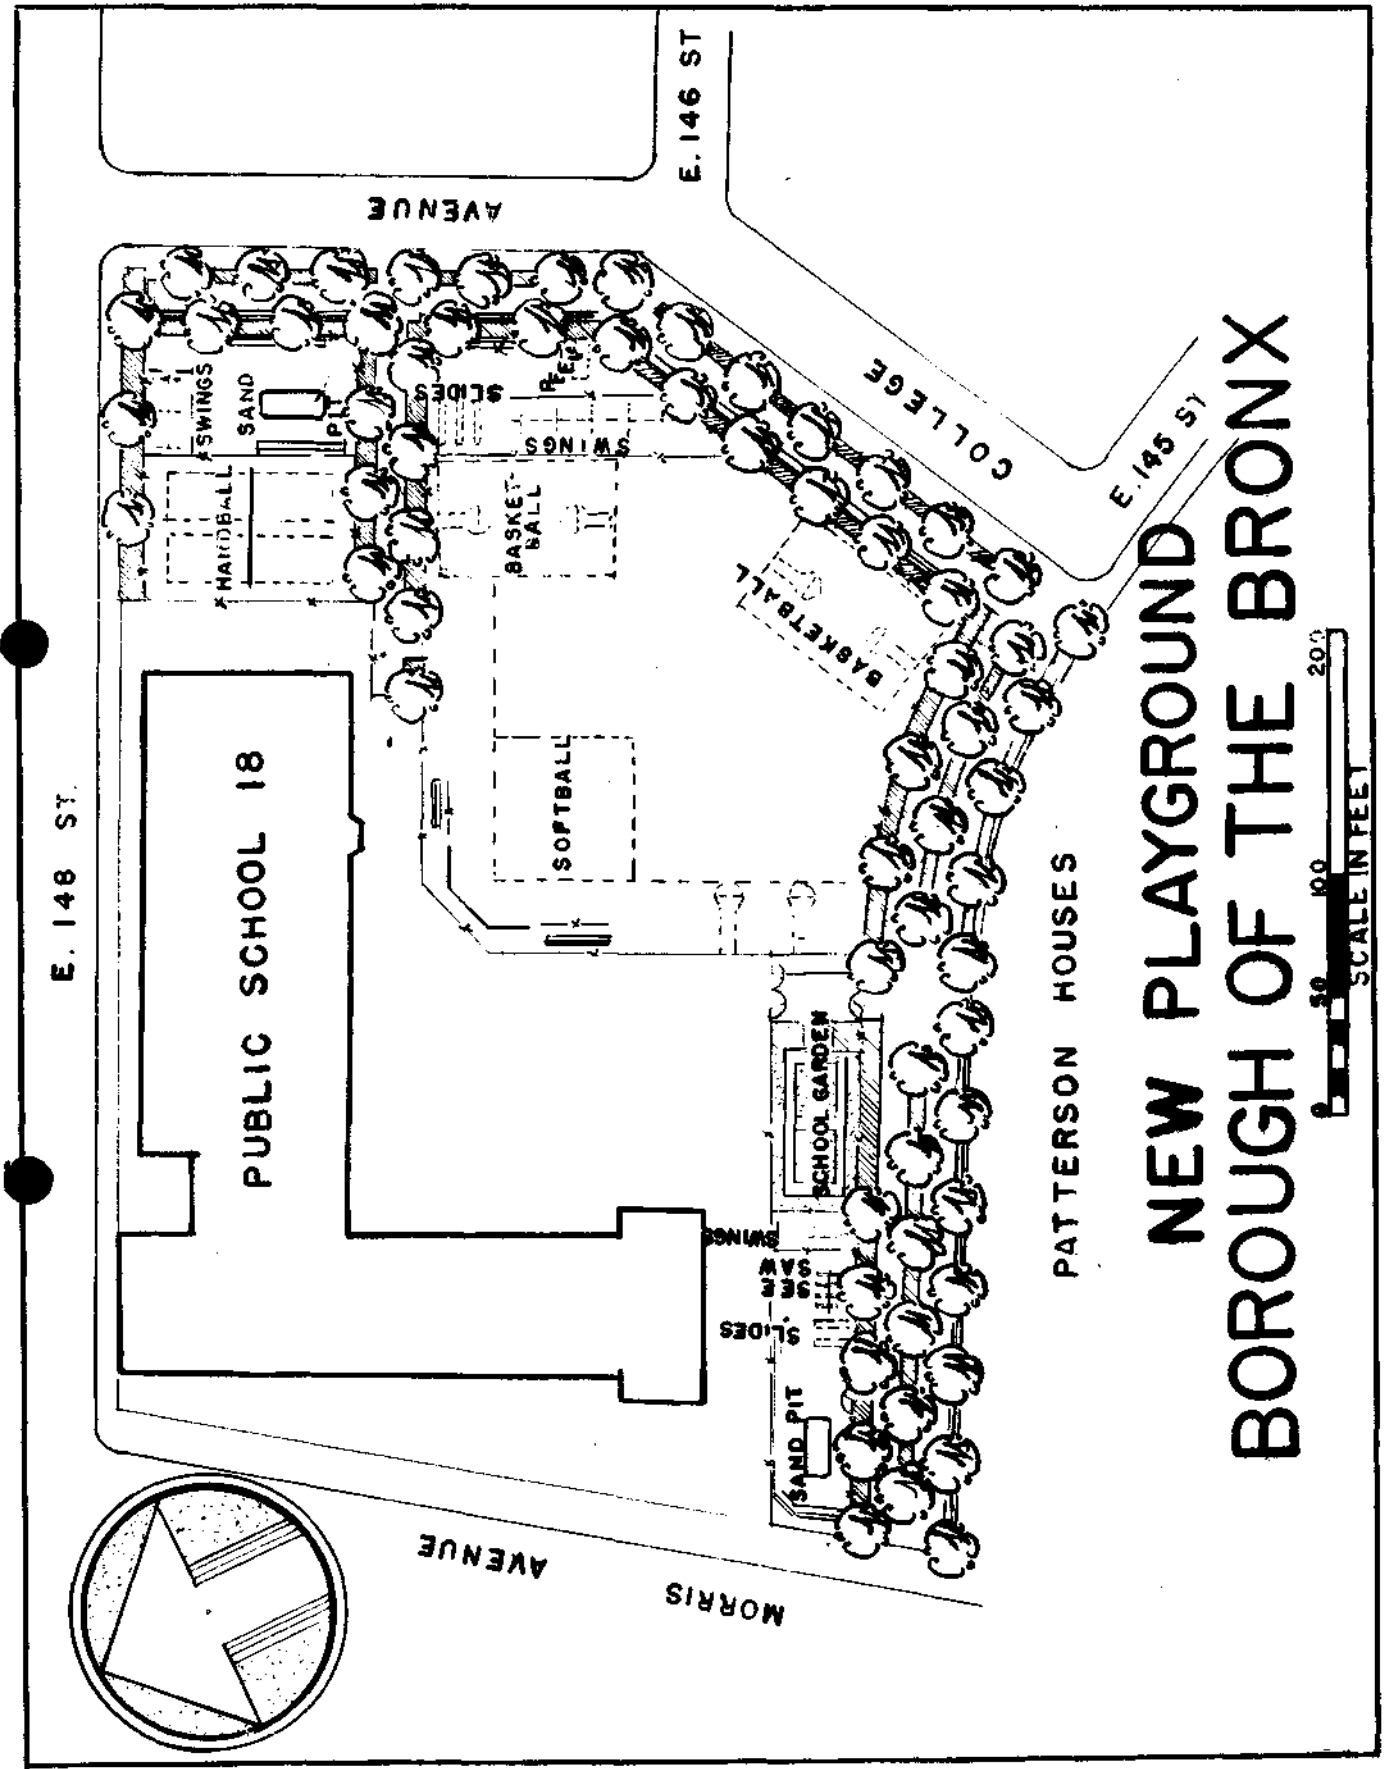 E. 148 ST.
PUBLIC SCHOOL 18
AVENUE
E. 146 ST
SWINGS
SAND
PIT
HANDBALL
SLIDES
SWINGS
BASKET-
BALL
BASKETBALL
SOFTBALL
COLLEGE
E. 145 ST
SCHOOL GARDEN
SWINGS
SEE
SAW
SLIDES
SAND PIT
AVENUE
MORRIS
PATTERSON HOUSES
NEW PLAYGROUND
BOROUGH OF THE BRONX
0 50 100 200
SCALE IN FEET